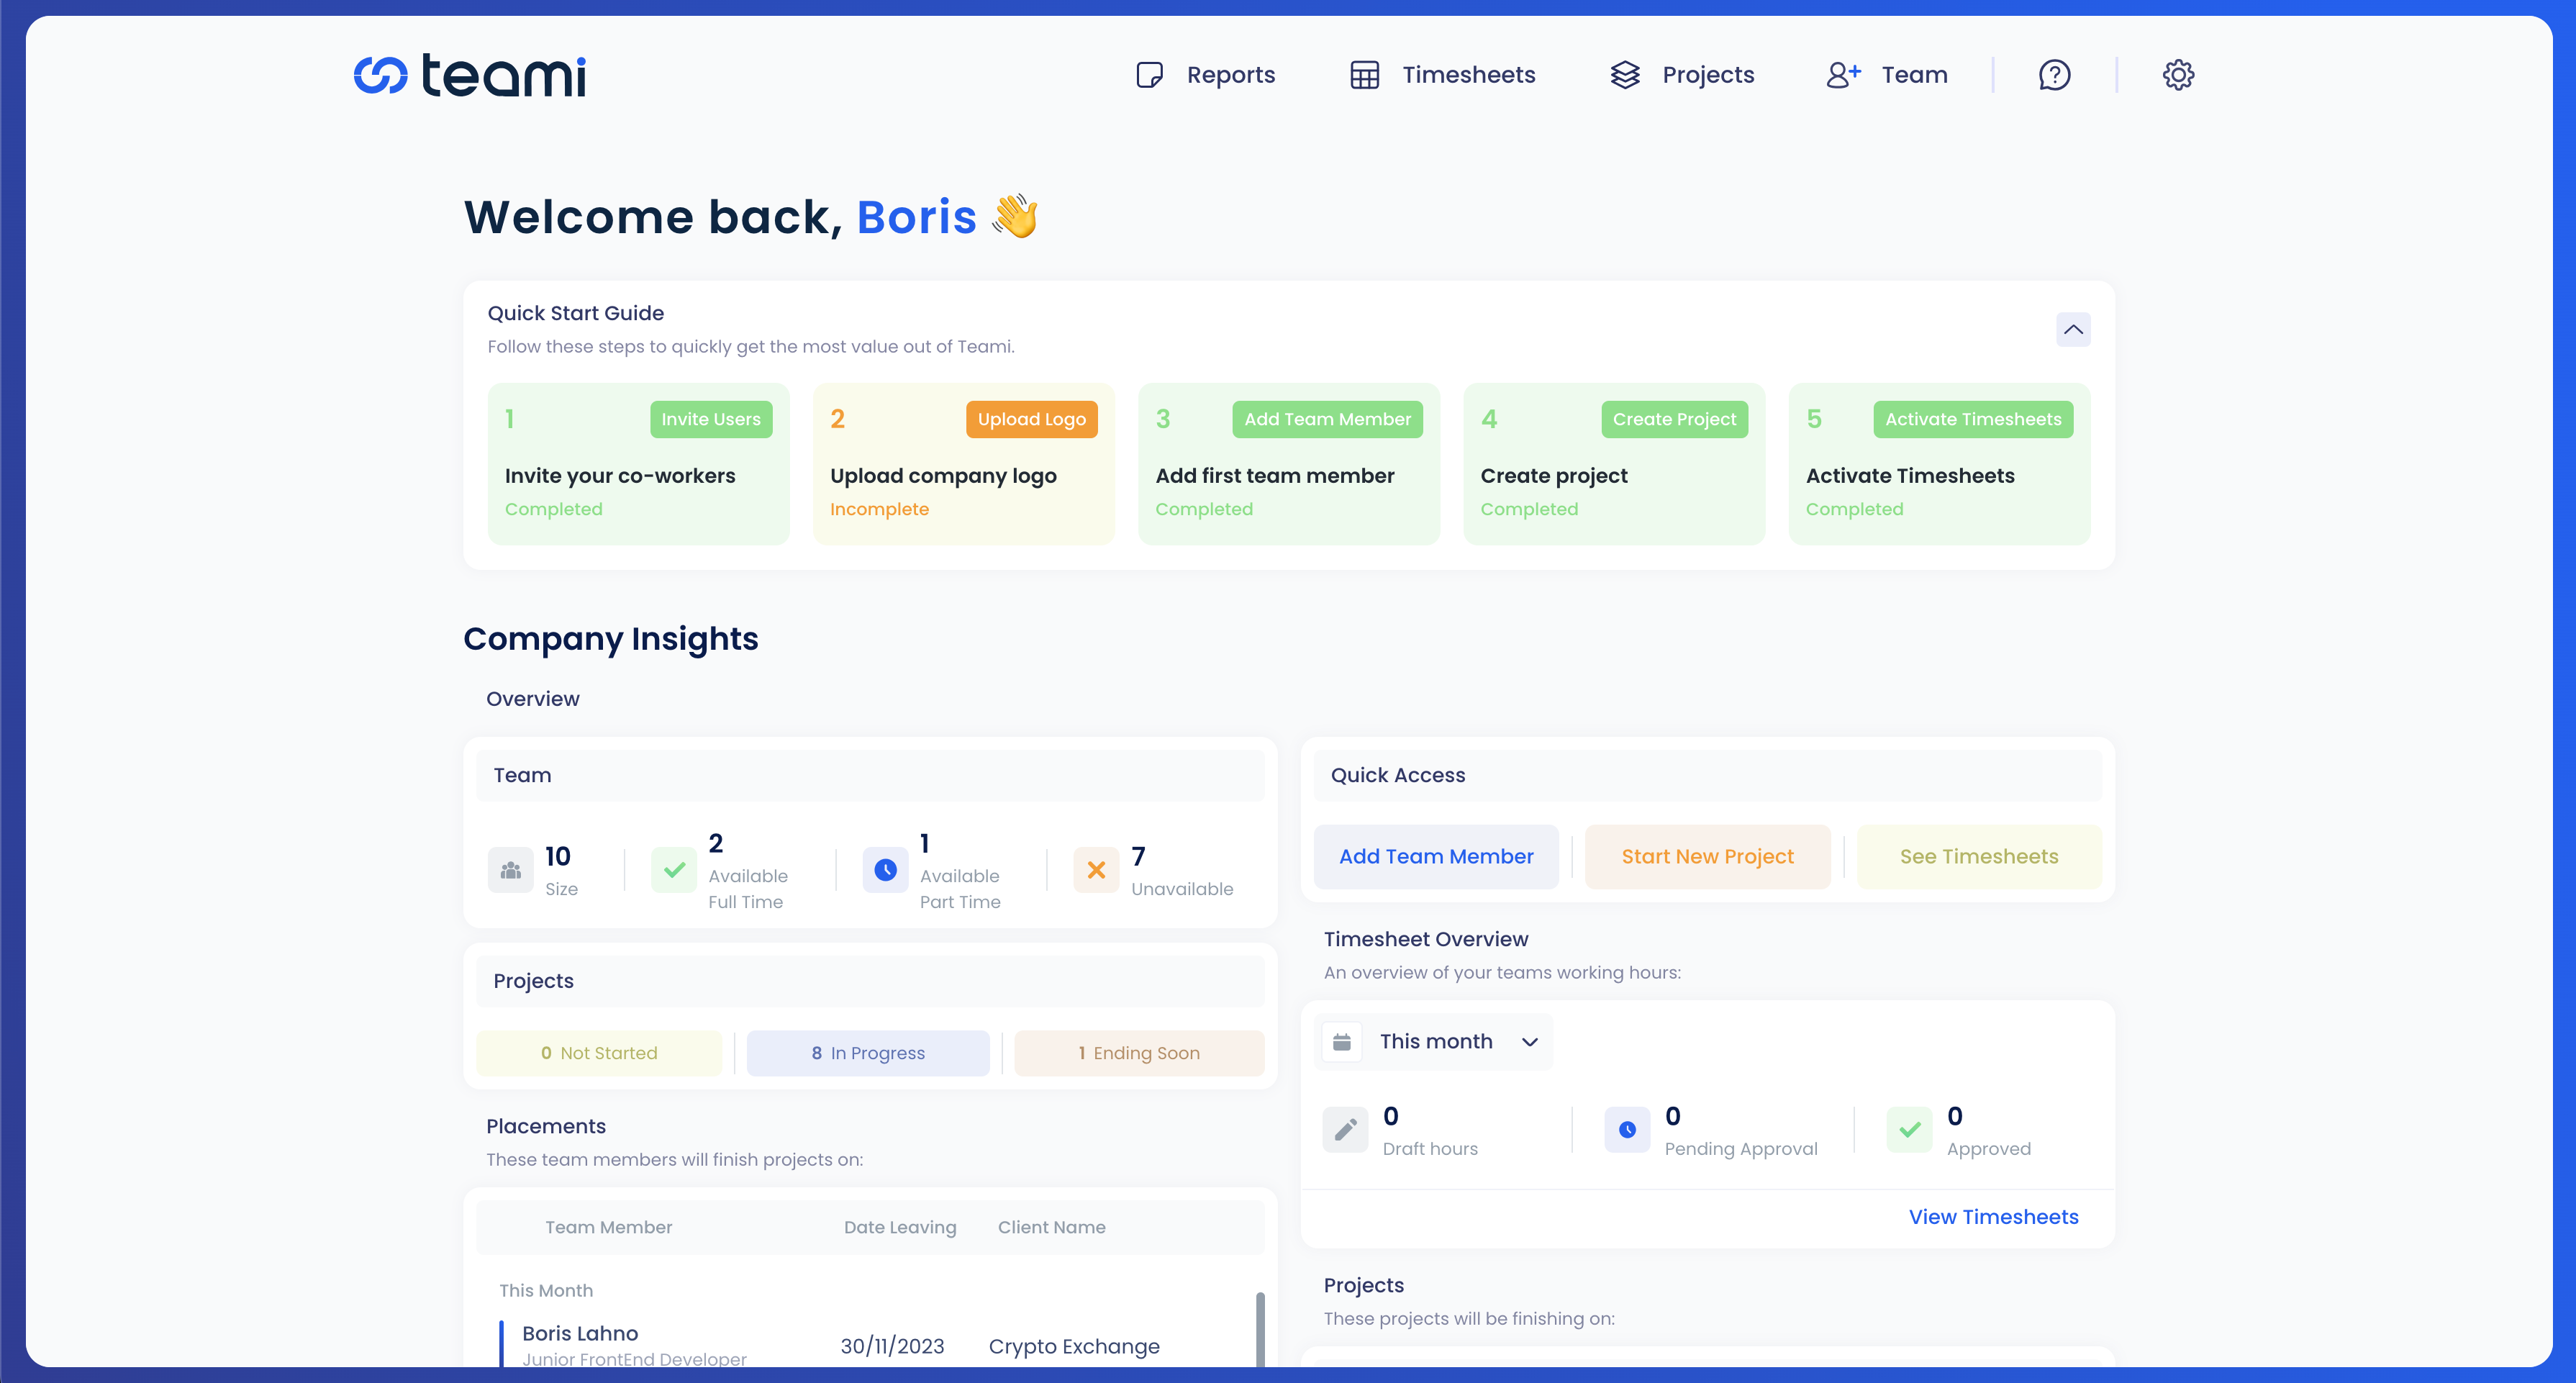 teami
Reports
Timesheets
Projects
Team
Welcome back, Boris 👋
Quick Start Guide
Follow these steps to quickly get the most value out of Teami.
1
Invite Users
Invite your co-workers
Completed
2
Upload Logo
Upload company logo
Incomplete
3
Add Team Member
Add first team member
Completed
4
Create Project
Create project
Completed
5
Activate Timesheets
Activate Timesheets
Completed
Company Insights
Overview
Team
10
Size
2
Available
Full Time
1
Available
Part Time
7
Unavailable
Projects
0 Not Started
8 In Progress
1 Ending Soon
Placements
These team members will finish projects on:
Team Member
Date Leaving
Client Name
This Month
Boris Lahno
Junior FrontEnd Developer
30/11/2023
Crypto Exchange
Quick Access
Add Team Member
Start New Project
See Timesheets
Timesheet Overview
An overview of your teams working hours:
This month
0
Draft hours
0
Pending Approval
0
Approved
View Timesheets
Projects
These projects will be finishing on: